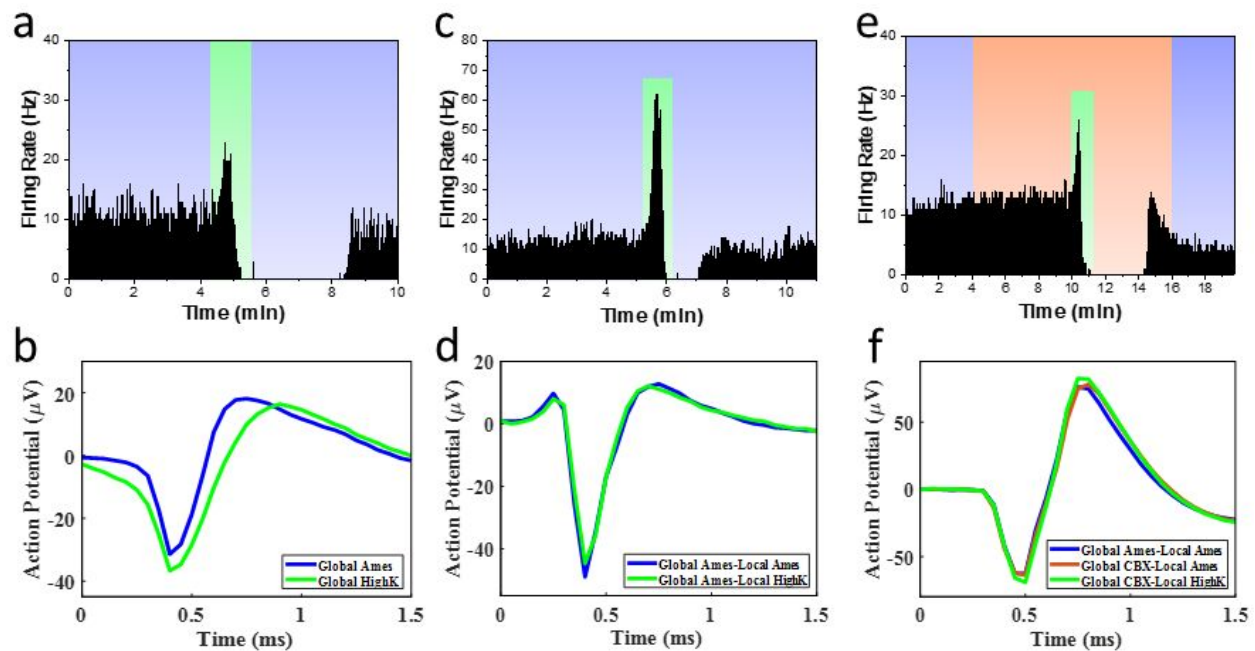 a
40
30
20
10
0
Firing Rate (Hz)
0 2 4 6 8 10
Time (min)
c
80
70
60
50
40
30
20
10
0
Firing Rate (Hz)
0 2 4 6 8 10
Time (min)
e
40
30
20
10
0
Firing Rate (Hz)
0 2 4 6 8 10 12 14 16 18
Time (min)
b
20
0
-20
-40
Action Potential (μV)
Global Ames
Global HighK
0 0.5 1 1.5
Time (ms)
d
20
0
-20
-40
Action Potential (μV)
Global Ames-Local Ames
Global Ames-Local HighK
0 0.5 1 1.5
Time (ms)
f
50
0
-50
Action Potential (μV)
Global Ames-Local Ames
Global CBX-Local Ames
Global CBX-Local HighK
0 0.5 1 1.5
Time (ms)